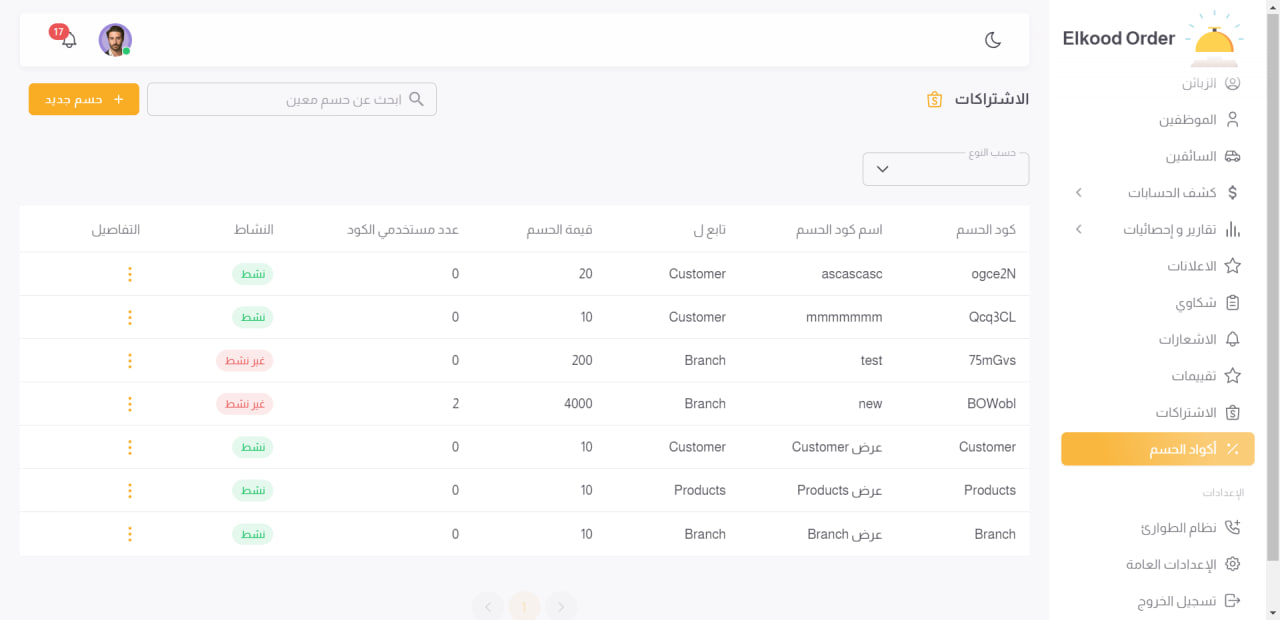 Elkood Order
الزبائن
الموظفين
السائقين
كشف الحسابات
تقارير و إحصائيات
الاعلانات
شكاوي
الاشعارات
تقييمات
الاشتراكات
أكواد الحسم
الإعدادات
نظام الطوارئ
الإعدادات العامة
تسجيل الخروج
17
الاشتراكات
ابحث عن حسم معين
+ حسم جديد
حسب النوع
كود الحسم اسم كود الحسم تابع ل قيمة الحسم عدد مستخدمي الكود النشاط التفاصيل
ogce2N ascascasc Customer 20 0 نشط
Qcq3CL mmmmmmm Customer 10 0 نشط
75mGvs test Branch 200 0 غير نشط
BOWobl new Branch 4000 2 غير نشط
Customer عرض Customer Customer 10 0 نشط
Products عرض Products Products 10 0 نشط
Branch عرض Branch Branch 10 0 نشط
1